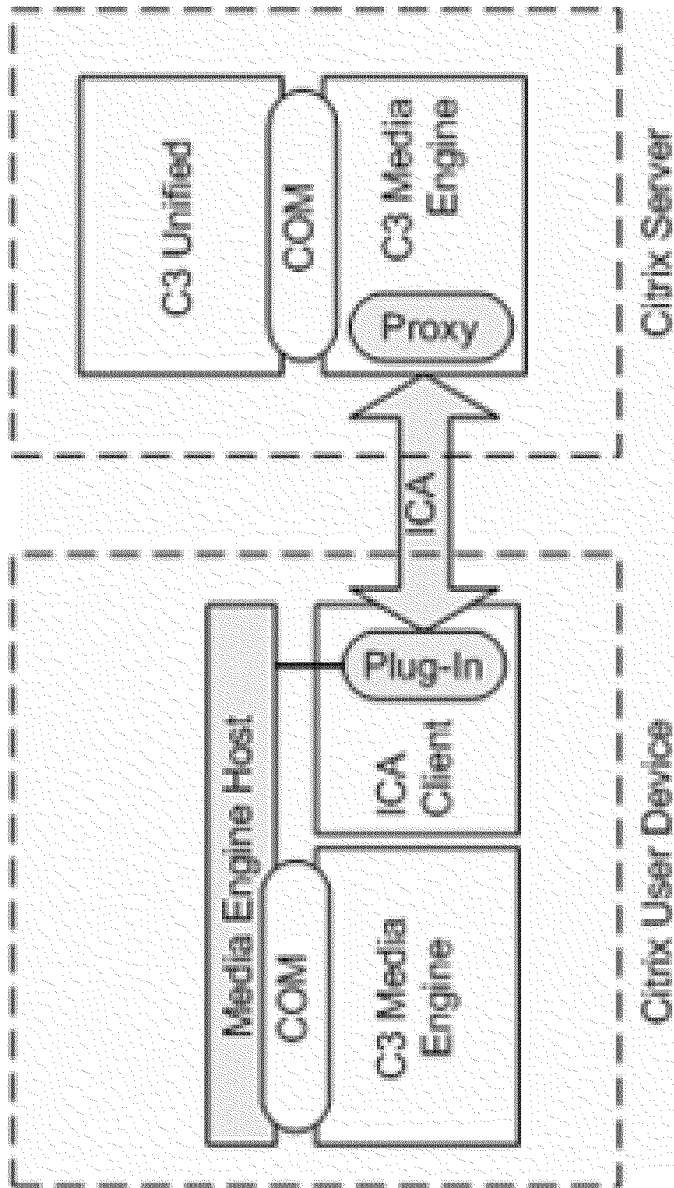 Media Engine Host
COM
C3 Media
Engine
ICA
Client
Plug-In
Citrix User Device
ICA
C3 Unified
COM
C3 Media
Engine
Proxy
Citrix Server